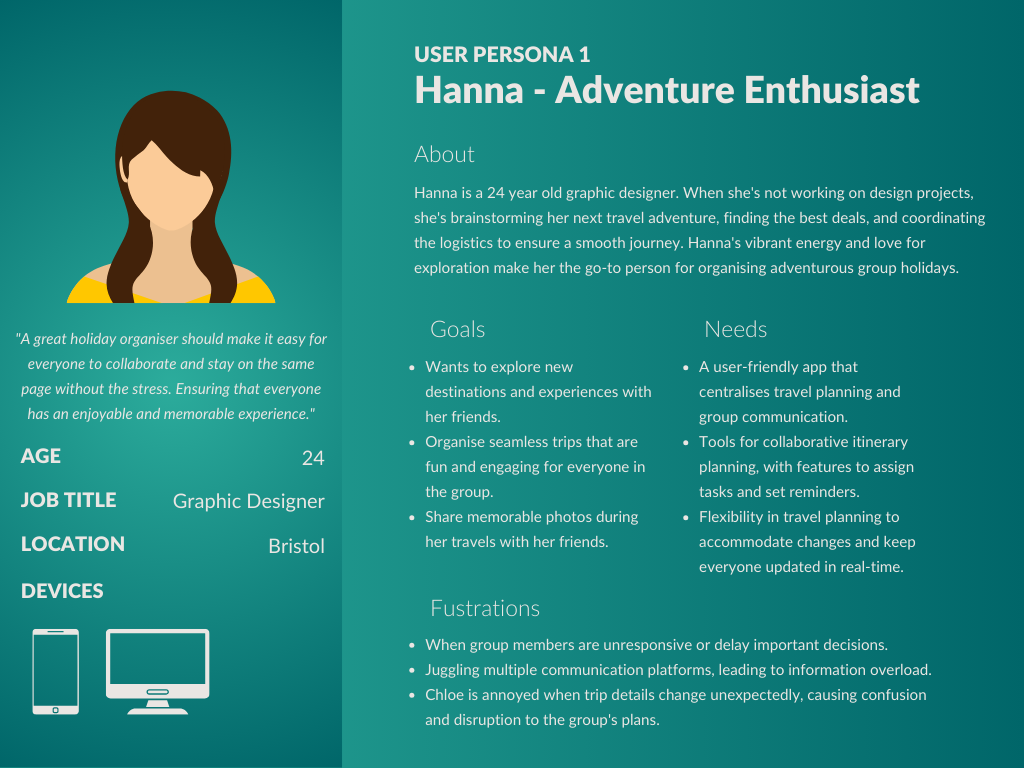 "A great holiday organiser should make it easy for
everyone to collaborate and stay on the same
page without the stress. Ensuring that everyone
has an enjoyable and memorable experience."
AGE 24
JOB TITLE Graphic Designer
LOCATION Bristol
DEVICES
USER PERSONA 1
Hanna - Adventure Enthusiast
About
Hanna is a 24 year old graphic designer. When she's not working on design projects,
she's brainstorming her next travel adventure, finding the best deals, and coordinating
the logistics to ensure a smooth journey. Hanna's vibrant energy and love for
exploration make her the go-to person for organising adventurous group holidays.
Goals
• Wants to explore new
destinations and experiences with
her friends.
• Organise seamless trips that are
fun and engaging for everyone in
the group.
• Share memorable photos during
her travels with her friends.
Needs
• A user-friendly app that
centralises travel planning and
group communication.
• Tools for collaborative itinerary
planning, with features to assign
tasks and set reminders.
• Flexibility in travel planning to
accommodate changes and keep
everyone updated in real-time.
Fustrations
• When group members are unresponsive or delay important decisions.
• Juggling multiple communication platforms, leading to information overload.
• Chloe is annoyed when trip details change unexpectedly, causing confusion
and disruption to the group's plans.